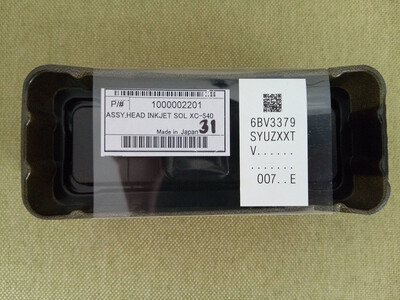 P/# 1000002201
ASSY,HEAD INKJET SOL XC-540
Made in Japan
31
6BV3379
SYUZXXT
V......
.......
007..E